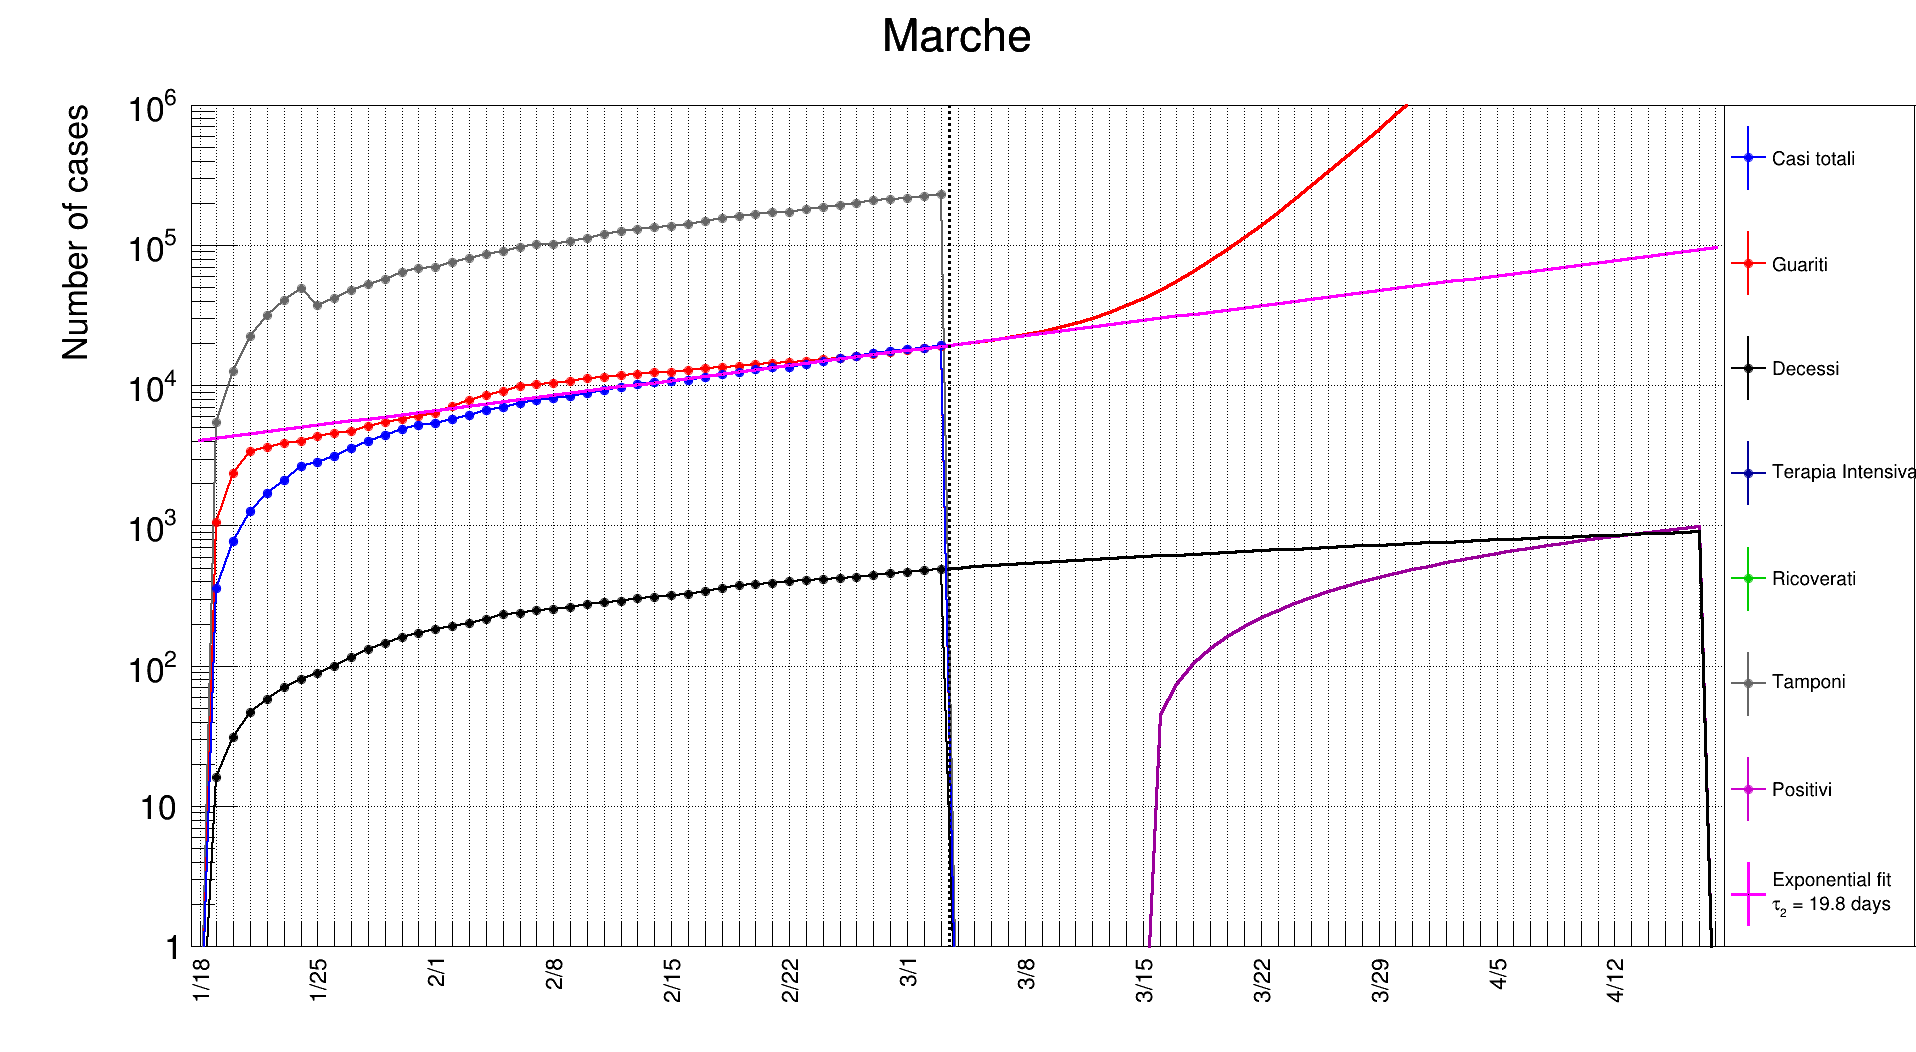 Marche
Number of cases
10^6
10^5
10^4
10^3
10^2
10
1
1/18
1/25
2/1
2/8
2/15
2/22
3/1
3/8
3/15
3/22
3/29
4/5
4/12
Casi totali
Guariti
Decessi
Terapia Intensiva
Ricoverati
Tamponi
Positivi
Exponential fit
τ_2 = 19.8 days